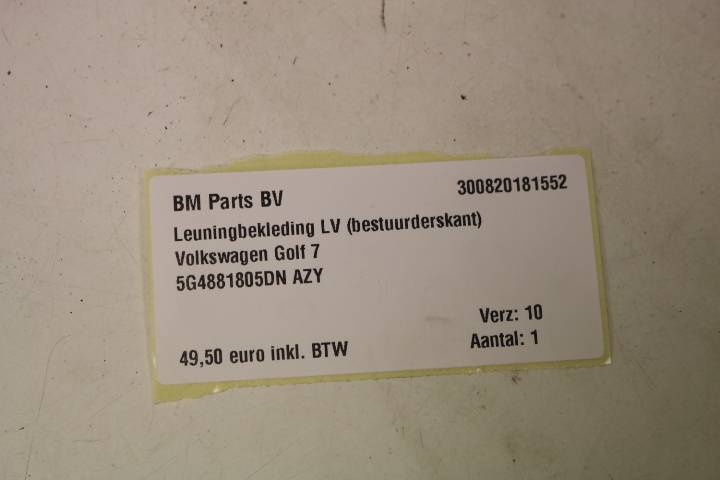 BM Parts BV 300820181552
Leuningbekleding LV (bestuurderskant)
Volkswagen Golf 7
5G4881805DN AZY
Verz: 10
49,50 euro inkl. BTW Aantal: 1